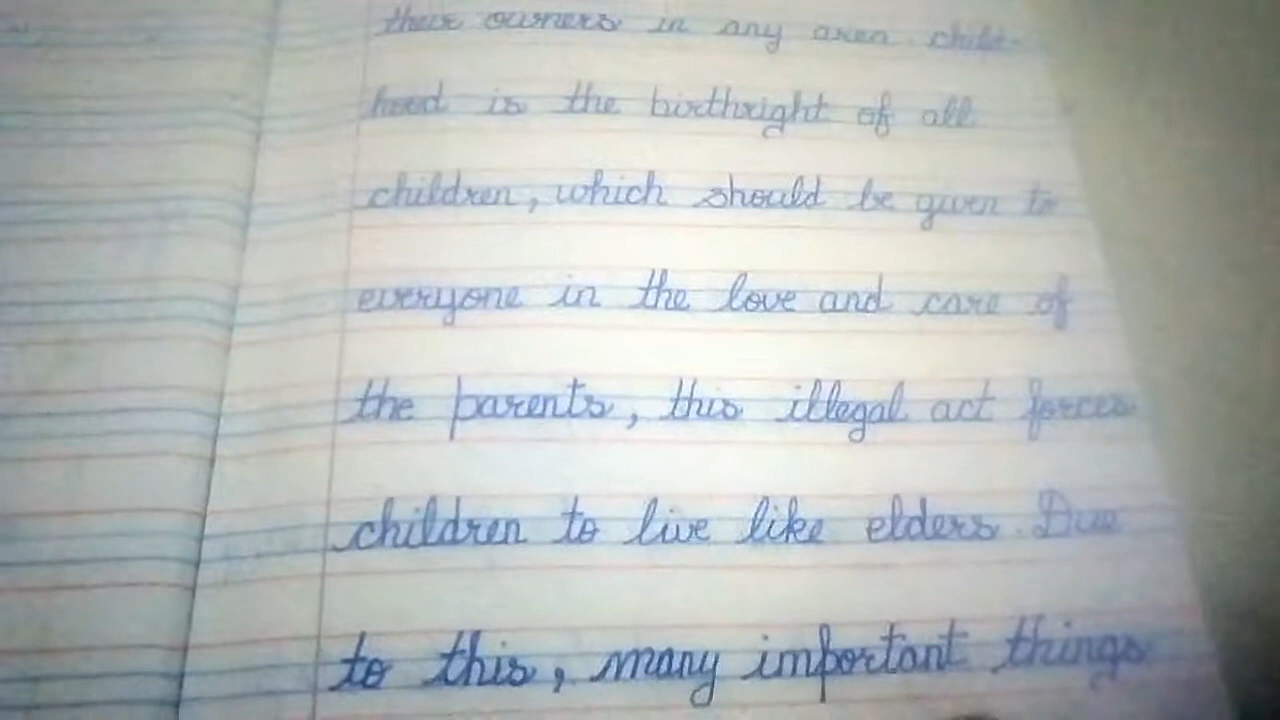 their owners in any area. child-
hood is the birthright of all
children, which should be given to
everyone in the love and care of
the parents, this illegal act forces
children to live like elders. Due
to this, many important things